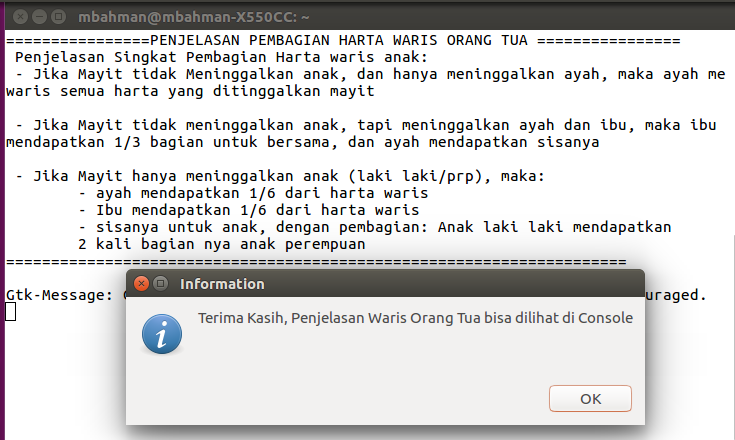 mbahman@mbahman-X550CC: ~
================PENJELASAN PEMBAGIAN HARTA WARIS ORANG TUA ================
Penjelasan Singkat Pembagian Harta waris anak:
- Jika Mayit tidak Meninggalkan anak, dan hanya meninggalkan ayah, maka ayah me
waris semua harta yang ditinggalkan mayit
- Jika Mayit tidak meninggalkan anak, tapi meninggalkan ayah dan ibu, maka ibu
mendapatkan 1/3 bagian untuk bersama, dan ayah mendapatkan sisanya
- Jika Mayit hanya meninggalkan anak (laki laki/prp), maka:
- ayah mendapatkan 1/6 dari harta waris
- Ibu mendapatkan 1/6 dari harta waris
- sisanya untuk anak, dengan pembagian: Anak laki laki mendapatkan
2 kali bagian nya anak perempuan
=====================================================================
Gtk-Message: uraged.
Information
Terima Kasih, Penjelasan Waris Orang Tua bisa dilihat di Console
OK